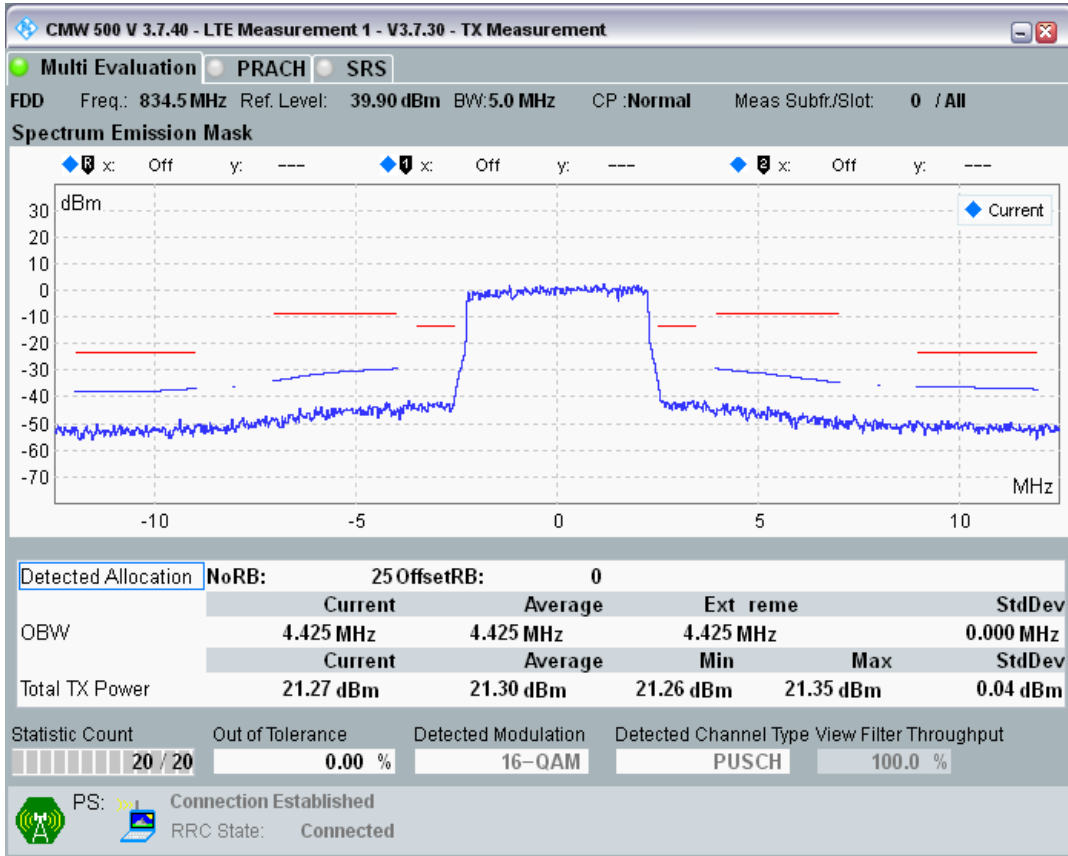 CMW 500 V 3.7.40 - LTE Measurement 1 - V3.7.30 - TX Measurement
Multi Evaluation PRACH SRS
FDD Freq.: 834.5 MHz Ref. Level: 39.90 dBm BW: 5.0 MHz CP : Normal Meas Subfr./Slot: 0 / All
Spectrum Emission Mask
R x: Off y: --- 1 x: Off y: --- 2 x: Off y: ---
dBm
Current
30
20
10
0
-10
-20
-30
-40
-50
-60
-70
MHz
-10 -5 0 5 10
Detected Allocation NoRB: 25 OffsetRB: 0
Current Average Ext reme StdDev
OBW 4.425 MHz 4.425 MHz 4.425 MHz 0.000 MHz
Current Average Min Max StdDev
Total TX Power 21.27 dBm 21.30 dBm 21.26 dBm 21.35 dBm 0.04 dBm
Statistic Count Out of Tolerance Detected Modulation Detected Channel Type View Filter Throughput
20 / 20 0.00 % 16-QAM PUSCH 100.0 %
PS: Connection Established
RRC State: Connected